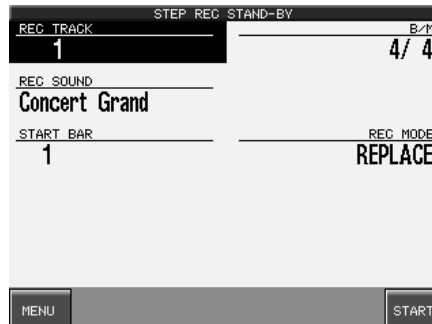 STEP REC STAND-BY
REC TRACK
1
B/M
4/ 4
REC SOUND
Concert Grand
START BAR
1
REC MODE
REPLACE
MENU
START